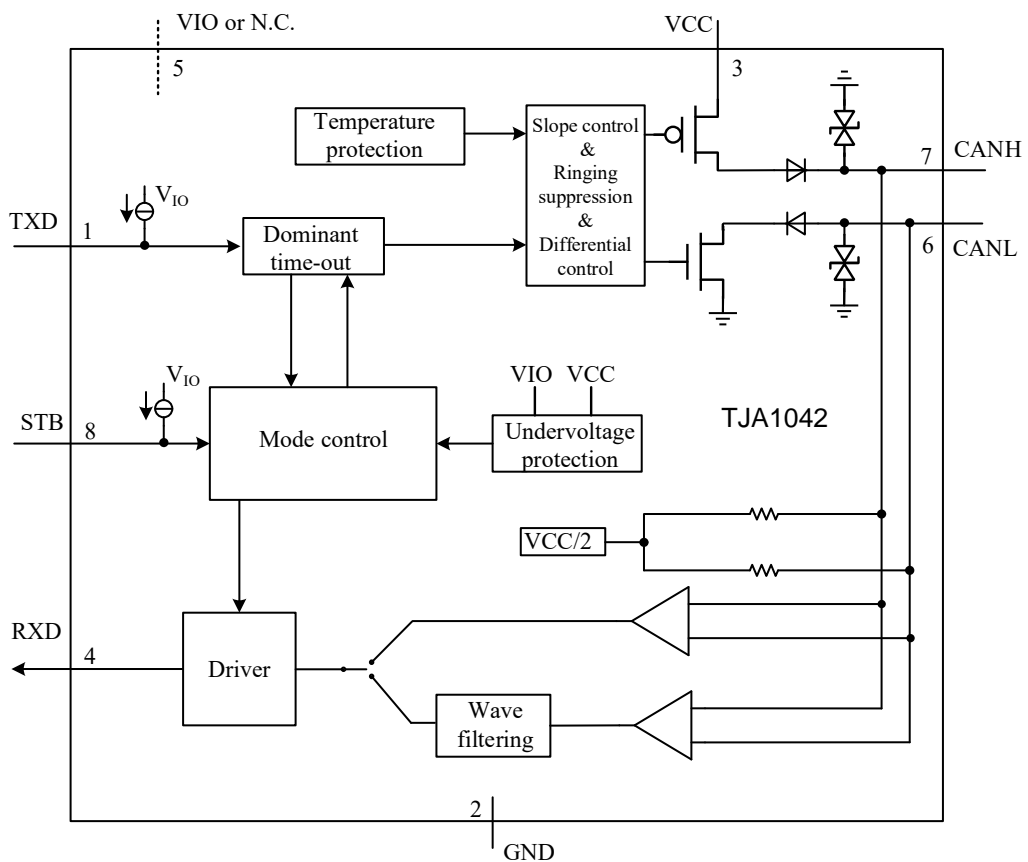 VIO or N.C.
5
VCC
3
Temperature
protection
Slope control
&
Ringing
suppression
&
Differential
control
7
CANH
6
CANL
TXD
1
VIO
Dominant
time-out
STB
8
VIO
Mode control
VIO
VCC
Undervoltage
protection
TJA1042
VCC/2
RXD
4
Driver
Wave
filtering
2
GND